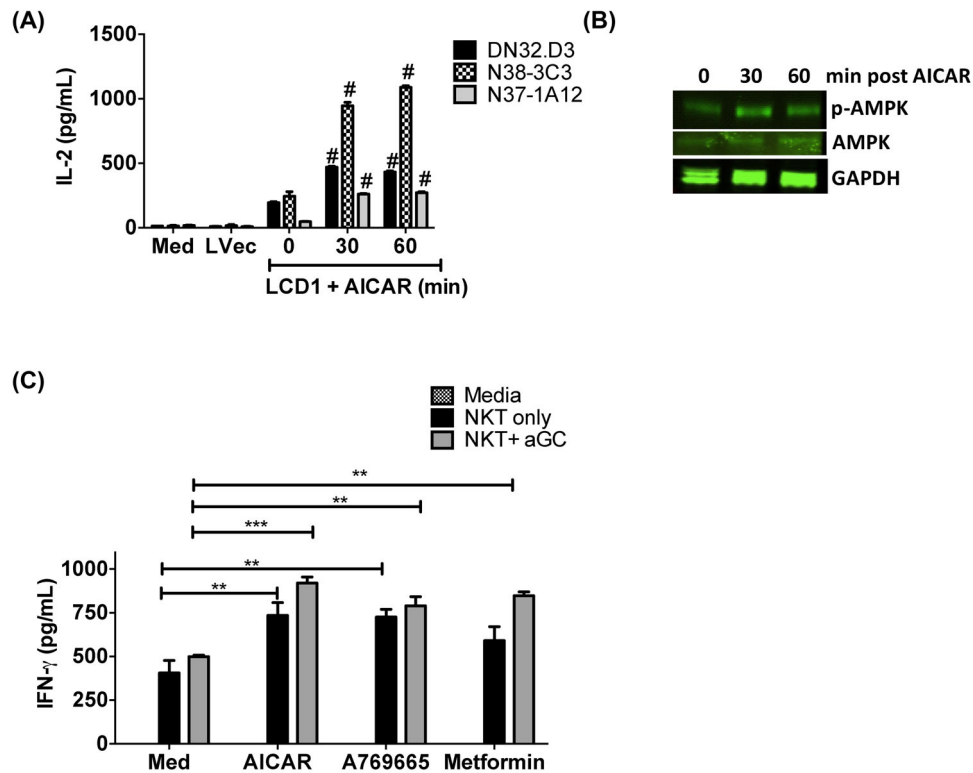 (A)
1500
1000
500
0
IL-2 (pg/mL)
# # # # # #
Med LVec 0 30 60
LCD1 + AICAR (min)
DN32.D3
N38-3C3
N37-1A12
(B)
0 30 60 min post AICAR
p-AMPK
AMPK
GAPDH
(C)
Media
NKT only
NKT+ aGC
**
**
***
**
**
1000
750
500
250
0
IFN-γ (pg/mL)
Med AICAR A769665 Metformin